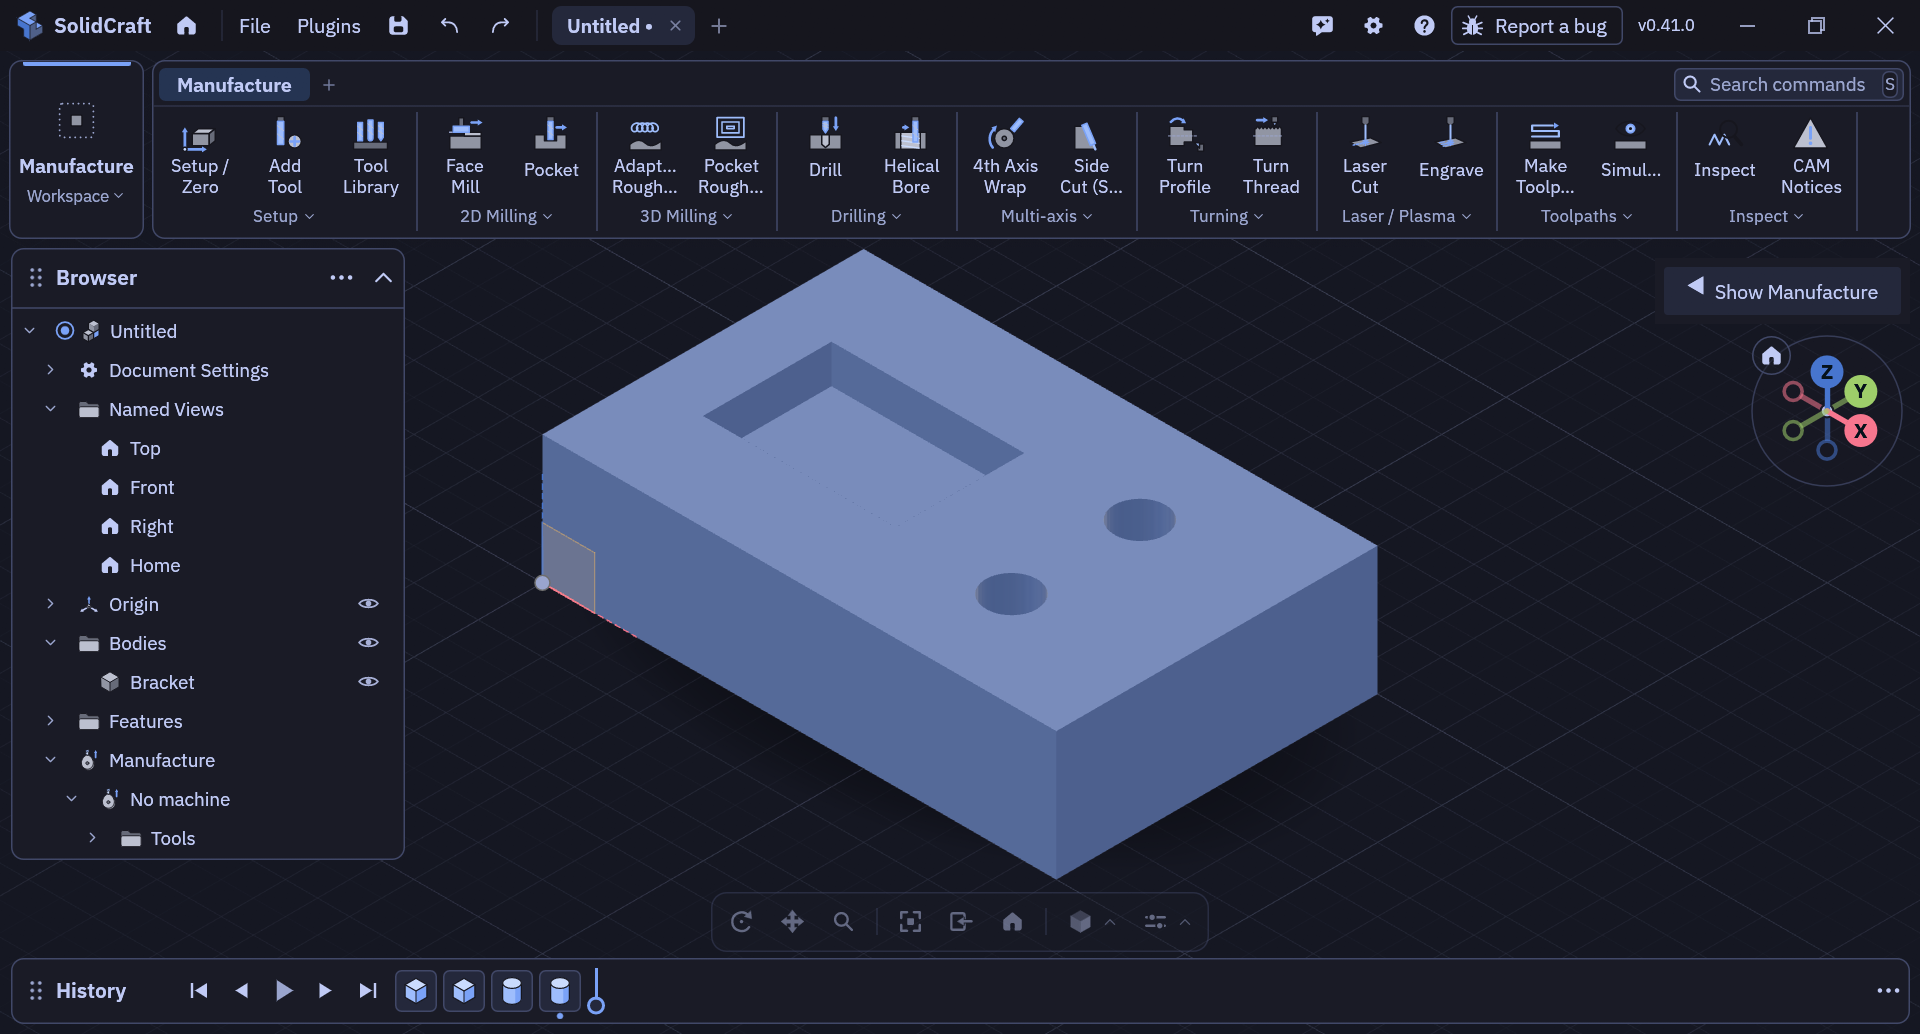 SolidCraft File Plugins Untitled • Report a bug v0.41.0
Manufacture Search commands S
Manufacture
Workspace
Setup /
Zero
Add
Tool
Tool
Library
Setup
Face
Mill
Pocket
2D Milling
Adapt...
Rough...
Pocket
Rough...
3D Milling
Drill
Helical
Bore
Drilling
4th Axis
Wrap
Side
Cut (S...
Multi-axis
Turn
Profile
Turn
Thread
Turning
Laser
Cut
Engrave
Laser / Plasma
Make
Toolp...
Simul...
Toolpaths
Inspect
CAM
Notices
Inspect
Browser
Untitled
Document Settings
Named Views
Top
Front
Right
Home
Origin
Bodies
Bracket
Features
Manufacture
No machine
Tools
Show Manufacture
Z
Y
X
History